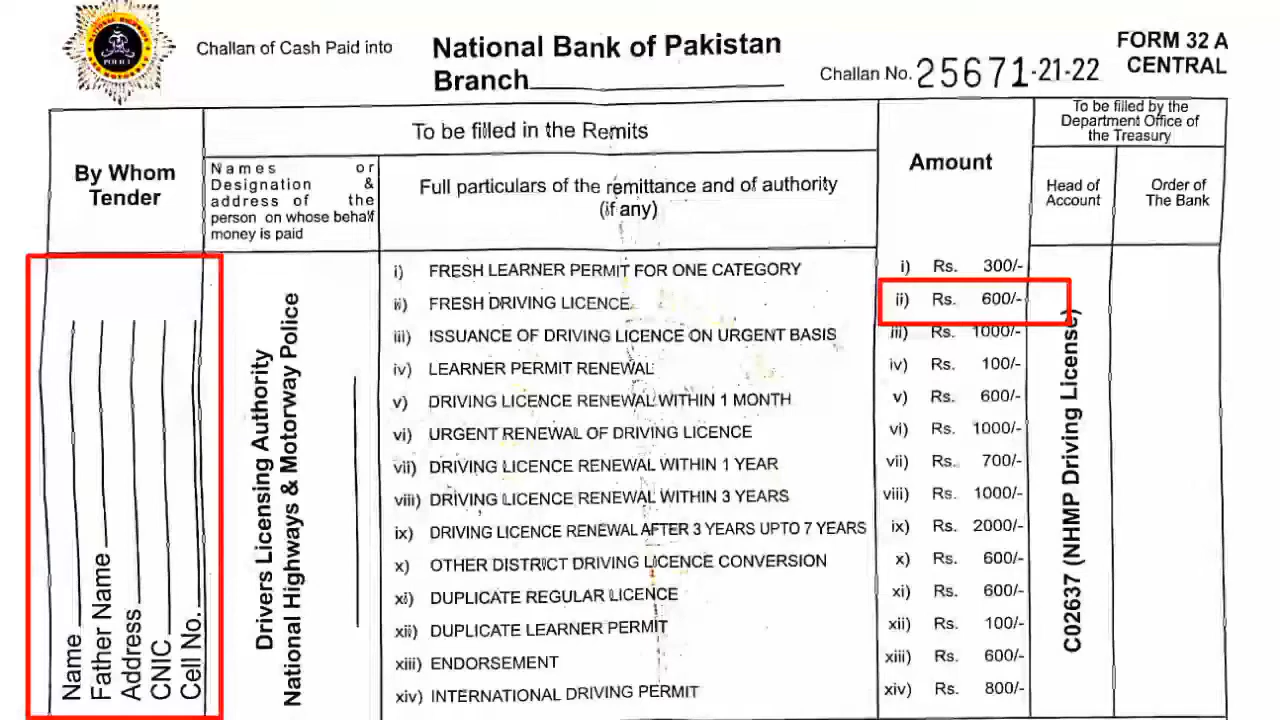 Challan of Cash Paid into
National Bank of Pakistan
Branch
Challan No. 25671-21-22
FORM 32 A
CENTRAL
By Whom
Tender
To be filled in the Remits
Names or
Designation &
address of the
person on whose behalf
money is paid
Full particulars of the remittance and of authority
(if any)
Amount
To be filled by the
Department Office of
the Treasury
Head of
Account
Order of
The Bank
Name
Father Name
Address
CNIC
Cell No.
Drivers Licensing Authority
National Highways & Motorway Police
i) FRESH LEARNER PERMIT FOR ONE CATEGORY i) Rs. 300/-
ii) FRESH DRIVING LICENCE ii) Rs. 600/-
iii) ISSUANCE OF DRIVING LICENCE ON URGENT BASIS iii) Rs. 1000/-
iv) LEARNER PERMIT RENEWAL iv) Rs. 100/-
v) DRIVING LICENCE RENEWAL WITHIN 1 MONTH v) Rs. 600/-
vi) URGENT RENEWAL OF DRIVING LICENCE vi) Rs. 1000/-
vii) DRIVING LICENCE RENEWAL WITHIN 1 YEAR vii) Rs. 700/-
viii) DRIVING LICENCE RENEWAL WITHIN 3 YEARS viii) Rs. 1000/-
ix) DRIVING LICENCE RENEWAL AFTER 3 YEARS UPTO 7 YEARS ix) Rs. 2000/-
x) OTHER DISTRICT DRIVING LICENCE CONVERSION x) Rs. 600/-
xi) DUPLICATE REGULAR LICENCE xi) Rs. 600/-
xii) DUPLICATE LEARNER PERMIT xii) Rs. 100/-
xiii) ENDORSEMENT xiii) Rs. 600/-
xiv) INTERNATIONAL DRIVING PERMIT xiv) Rs. 800/-
C02637 (NHMP Driving License)